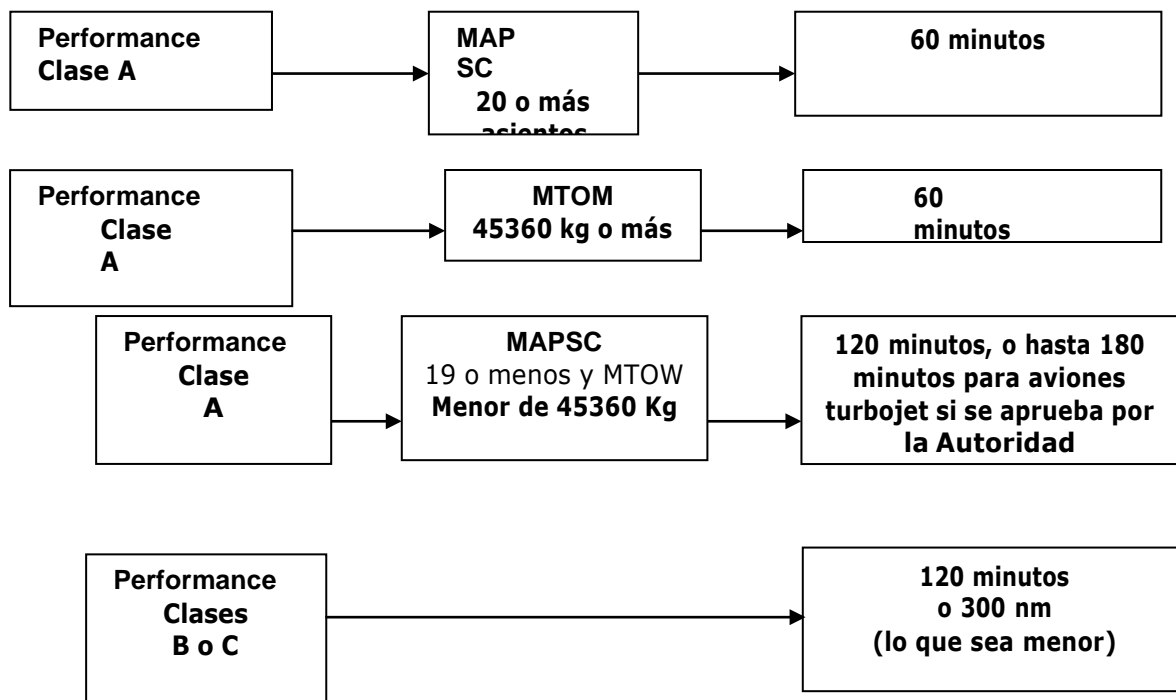 Performance
Clase A
MAP
SC
20 o más
asientos
60 minutos
Performance
Clase
A
MTOM
45360 kg o más
60
minutos
Performance
Clase
A
MAPSC
19 o menos y MTOW
Menor de 45360 Kg
120 minutos, o hasta 180
minutos para aviones
turbojet si se aprueba por
la Autoridad
Performance
Clases
B o C
120 minutos
o 300 nm
(lo que sea menor)